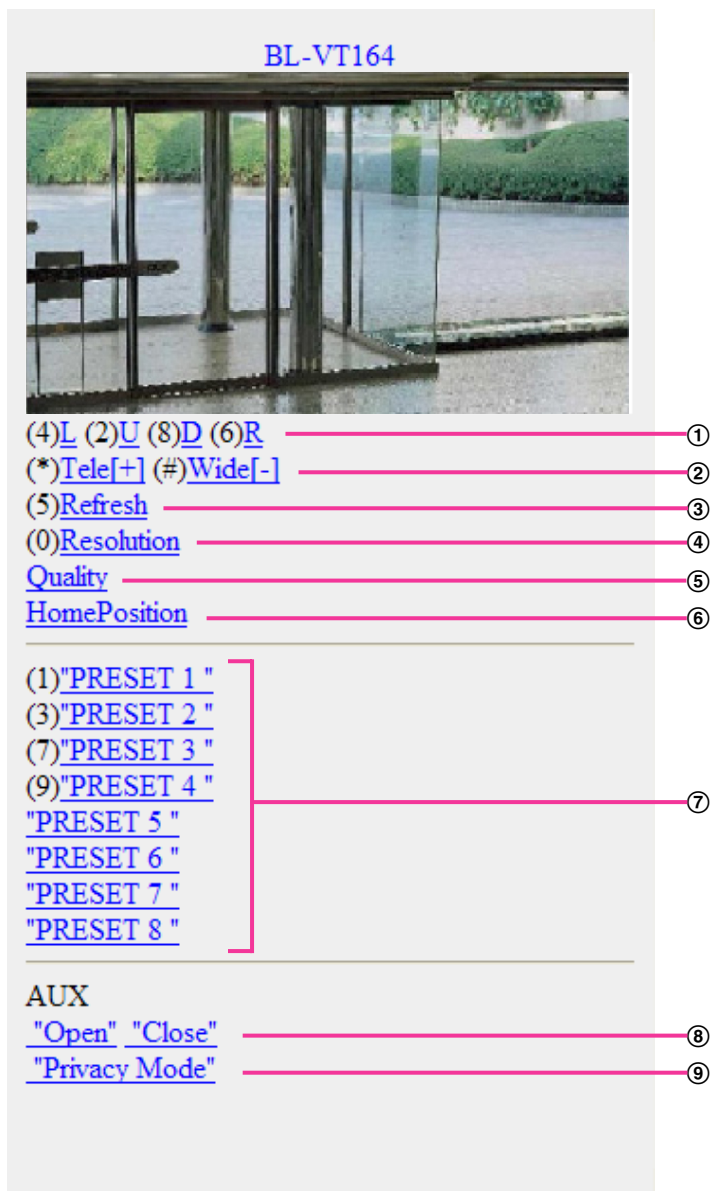 BL-VT164
(4)L (2)U (8)D (6)R ①
(*)Tele[+] (#)Wide[-] ②
(5)Refresh ③
(0)Resolution ④
Quality ⑤
HomePosition ⑥
(1)"PRESET 1 "
(3)"PRESET 2 "
(7)"PRESET 3 "
(9)"PRESET 4 " ⑦
"PRESET 5 "
"PRESET 6 "
"PRESET 7 "
"PRESET 8 "
AUX
"Open" "Close" ⑧
"Privacy Mode" ⑨